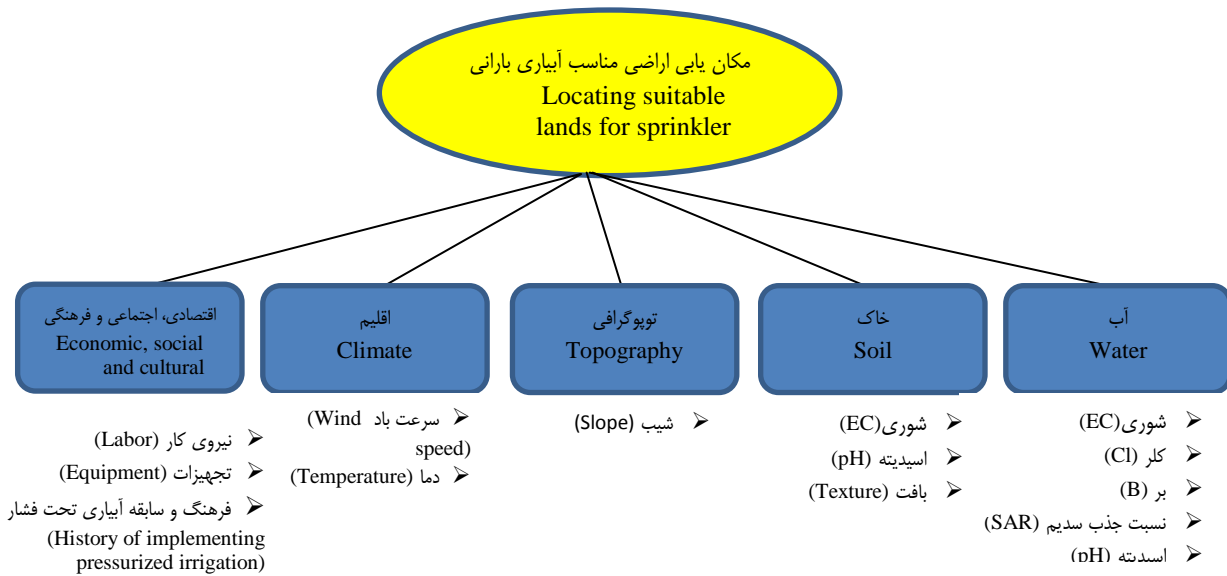 مکان یابی اراضی مناسب آبیاری بارانی
Locating suitable
lands for sprinkler
اقتصادی، اجتماعی و فرهنگی
Economic, social
and cultural
اقلیم
Climate
توپوگرافی
Topography
خاک
Soil
آب
Water
نیروی کار (Labor)
تجهیزات (Equipment)
فرهنگ و سابقه آبیاری تحت فشار
(History of implementing
pressurized irrigation)
سرعت باد (Wind
speed)
دما (Temperature)
شیب (Slope)
شوری(EC)
اسیدیته (pH)
بافت (Texture)
شوری(EC)
کلر (Cl)
بر (B)
نسبت جذب سدیم (SAR)
اسیدیته (pH)